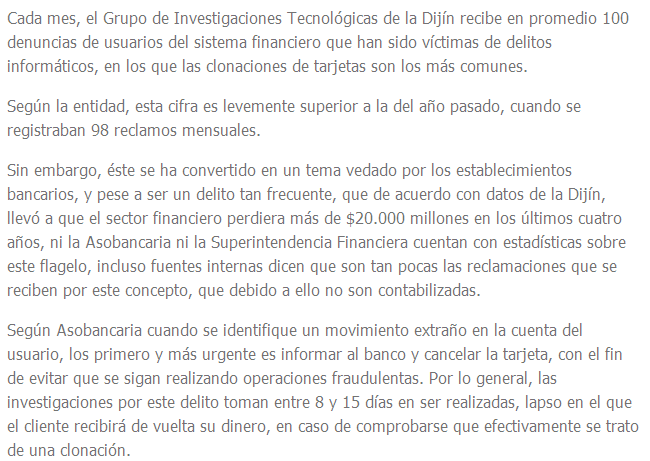 Cada mes, el Grupo de Investigaciones Tecnológicas de la Dijín recibe en promedio 100
denuncias de usuarios del sistema financiero que han sido víctimas de delitos
informáticos, en los que las clonaciones de tarjetas son los más comunes.
Según la entidad, esta cifra es levemente superior a la del año pasado, cuando se
registraban 98 reclamos mensuales.
Sin embargo, éste se ha convertido en un tema vedado por los establecimientos
bancarios, y pese a ser un delito tan frecuente, que de acuerdo con datos de la Dijín,
llevó a que el sector financiero perdiera más de $20.000 millones en los últimos cuatro
años, ni la Asobancaria ni la Superintendencia Financiera cuentan con estadísticas sobre
este flagelo, incluso fuentes internas dicen que son tan pocas las reclamaciones que se
reciben por este concepto, que debido a ello no son contabilizadas.
Según Asobancaria cuando se identifique un movimiento extraño en la cuenta del
usuario, los primero y más urgente es informar al banco y cancelar la tarjeta, con el fin
de evitar que se sigan realizando operaciones fraudulentas. Por lo general, las
investigaciones por este delito toman entre 8 y 15 días en ser realizadas, lapso en el que
el cliente recibirá de vuelta su dinero, en caso de comprobarse que efectivamente se trato
de una clonación.